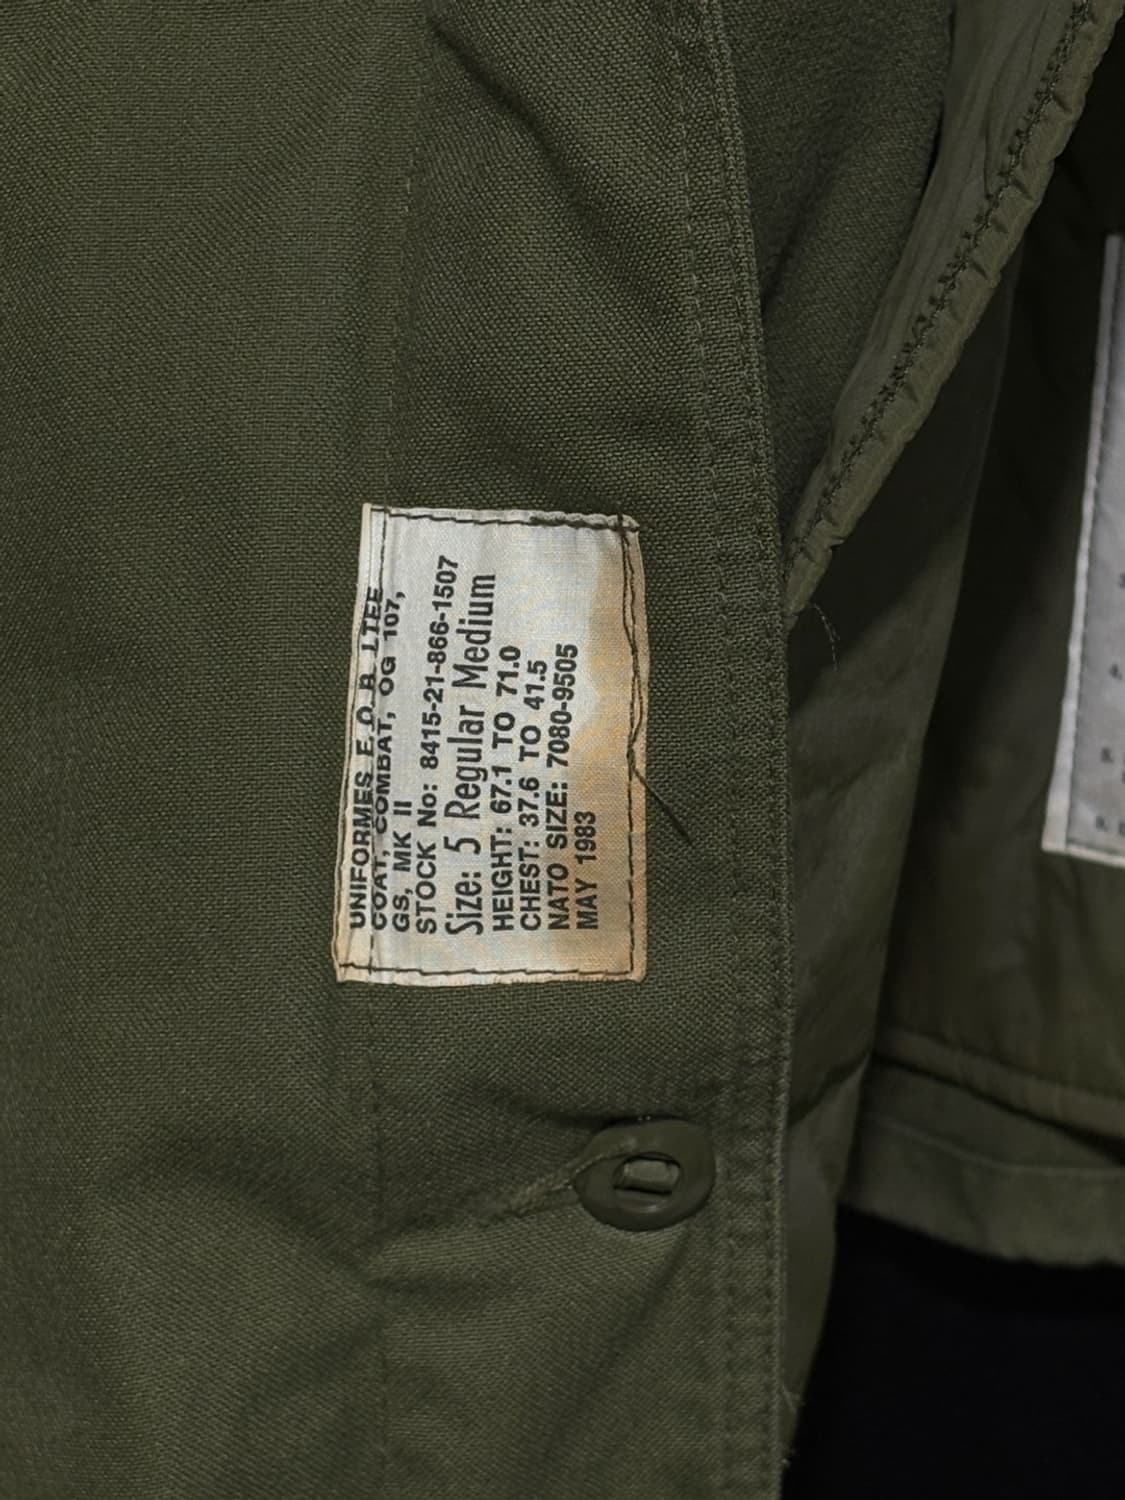 UNIFORMES E.O.B LTEE
COAT, COMBAT, OG 107,
GS, MK II
STOCK No: 8415-21-866-1507
Size: 5 Regular Medium
HEIGHT: 67.1 TO 71.0
CHEST: 37.6 TO 41.5
NATO SIZE: 7080-9505
MAY 1983